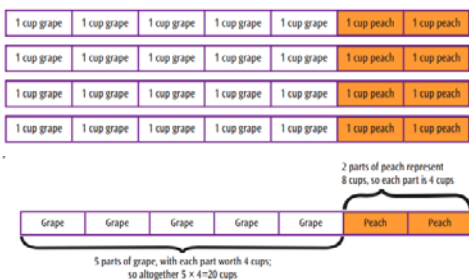 1 cup grape 1 cup grape 1 cup grape 1 cup grape 1 cup grape 1 cup peach 1 cup peach
1 cup grape 1 cup grape 1 cup grape 1 cup grape 1 cup grape 1 cup peach 1 cup peach
1 cup grape 1 cup grape 1 cup grape 1 cup grape 1 cup grape 1 cup peach 1 cup peach
1 cup grape 1 cup grape 1 cup grape 1 cup grape 1 cup grape 1 cup peach 1 cup peach
2 parts of peach represent
8 cups, so each part is 4 cups
Grape Grape Grape Grape Grape Peach Peach
5 parts of grape, with each part worth 4 cups;
so altogether 5 × 4=20 cups